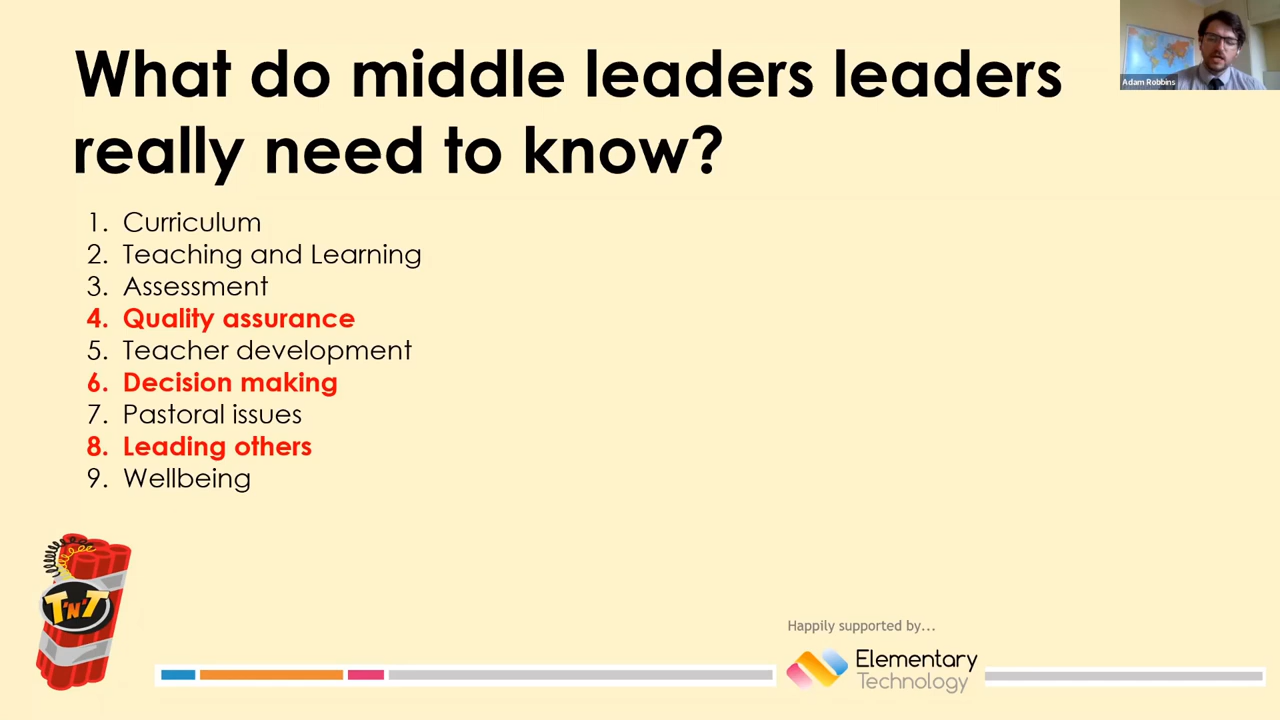 What do middle leaders leaders
really need to know?
Adam Robbins
1. Curriculum
2. Teaching and Learning
3. Assessment
4. Quality assurance
5. Teacher development
6. Decision making
7. Pastoral issues
8. Leading others
9. Wellbeing
T'N'T
Happily supported by...
Elementary
Technology